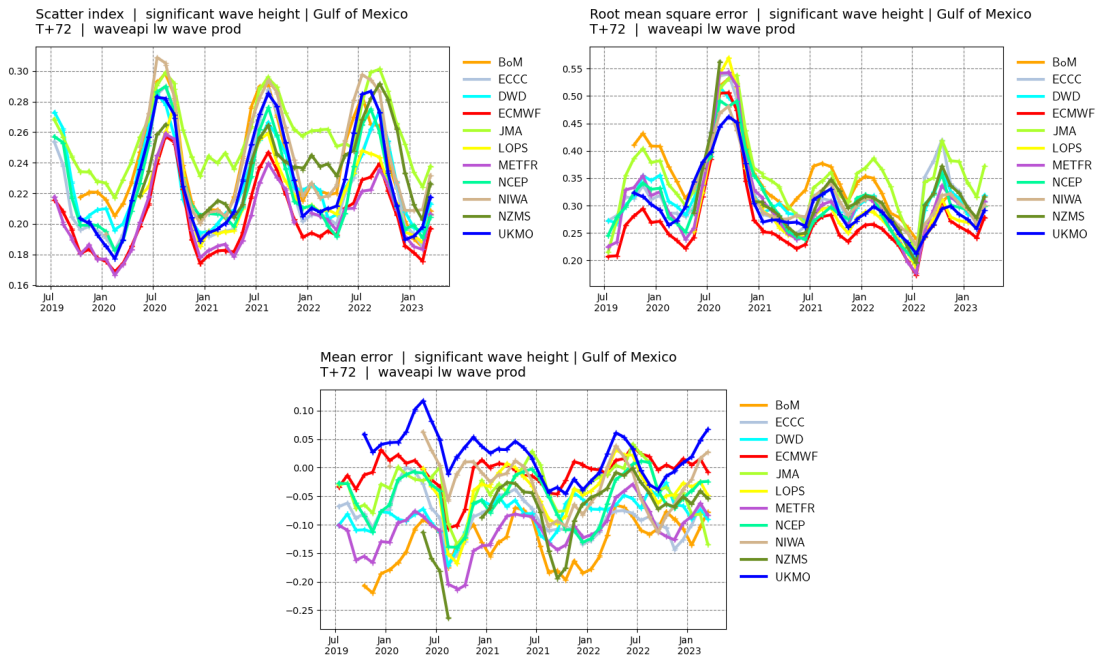 Scatter index | significant wave height | Gulf of Mexico
T+72 | waveapi lw wave prod
0.30
0.28
0.26
0.24
0.22
0.20
0.18
0.16
Jul 2019
Jan 2020
Jul 2020
Jan 2021
Jul 2021
Jan 2022
Jul 2022
Jan 2023
BoM
ECCC
DWD
ECMWF
JMA
LOPS
METFR
NCEP
NIWA
NZMS
UKMO
Root mean square error | significant wave height | Gulf of Mexico
T+72 | waveapi lw wave prod
0.55
0.50
0.45
0.40
0.35
0.30
0.25
0.20
Jul 2019
Jan 2020
Jul 2020
Jan 2021
Jul 2021
Jan 2022
Jul 2022
Jan 2023
BoM
ECCC
DWD
ECMWF
JMA
LOPS
METFR
NCEP
NIWA
NZMS
UKMO
Mean error | significant wave height | Gulf of Mexico
T+72 | waveapi lw wave prod
0.10
0.05
0.00
−0.05
−0.10
−0.15
−0.20
−0.25
Jul 2019
Jan 2020
Jul 2020
Jan 2021
Jul 2021
Jan 2022
Jul 2022
Jan 2023
BoM
ECCC
DWD
ECMWF
JMA
LOPS
METFR
NCEP
NIWA
NZMS
UKMO